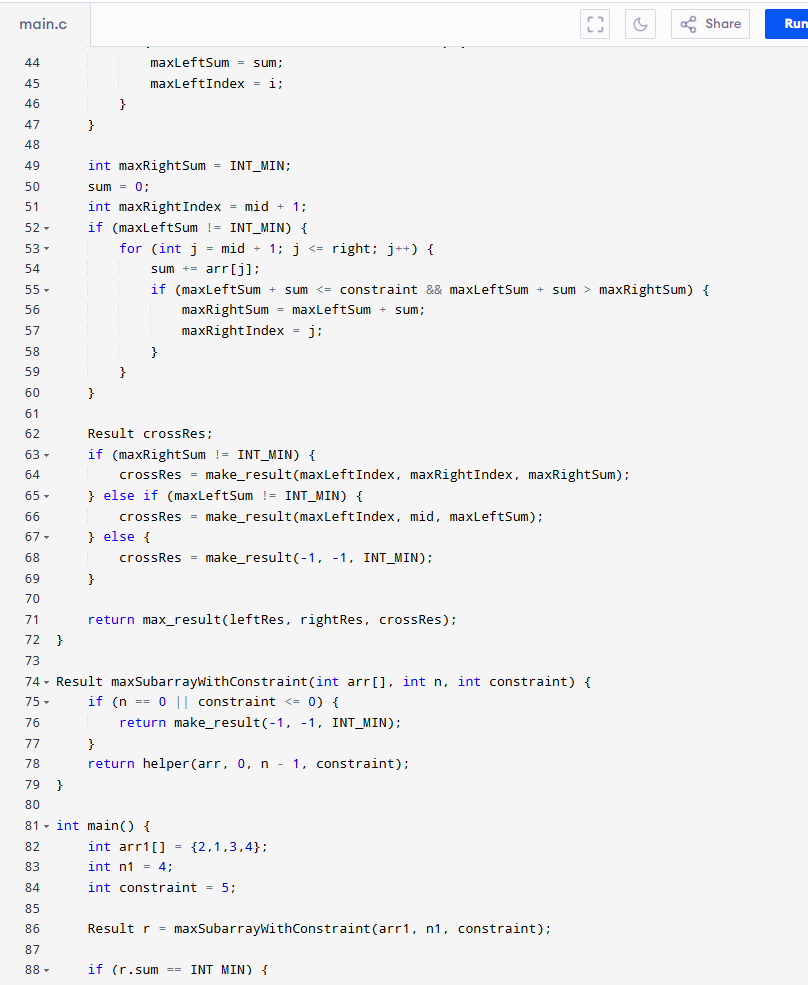 main.c
Share
Run
44 maxLeftSum = sum;
45 maxLeftIndex = i;
46 }
47 }
48
49 int maxRightSum = INT_MIN;
50 sum = 0;
51 int maxRightIndex = mid + 1;
52 if (maxLeftSum != INT_MIN) {
53 for (int j = mid + 1; j <= right; j++) {
54 sum += arr[j];
55 if (maxLeftSum + sum <= constraint && maxLeftSum + sum > maxRightSum) {
56 maxRightSum = maxLeftSum + sum;
57 maxRightIndex = j;
58 }
59 }
60 }
61
62 Result crossRes;
63 if (maxRightSum != INT_MIN) {
64 crossRes = make_result(maxLeftIndex, maxRightIndex, maxRightSum);
65 } else if (maxLeftSum != INT_MIN) {
66 crossRes = make_result(maxLeftIndex, mid, maxLeftSum);
67 } else {
68 crossRes = make_result(-1, -1, INT_MIN);
69 }
70
71 return max_result(leftRes, rightRes, crossRes);
72 }
73
74 Result maxSubarrayWithConstraint(int arr[], int n, int constraint) {
75 if (n == 0 || constraint <= 0) {
76 return make_result(-1, -1, INT_MIN);
77 }
78 return helper(arr, 0, n - 1, constraint);
79 }
80
81 int main() {
82 int arr1[] = {2,1,3,4};
83 int n1 = 4;
84 int constraint = 5;
85
86 Result r = maxSubarrayWithConstraint(arr1, n1, constraint);
87
88 if (r.sum == INT_MIN) {